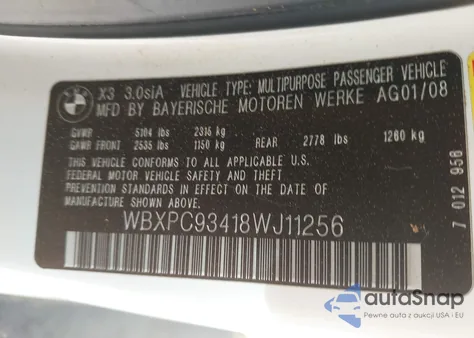 X3 3.0siA VEHICLE TYPE: MULTIPURPOSE PASSENGER VEHICLE
MFD BY BAYERISCHE MOTOREN WERKE AG01/08
GVWR 5104 lbs 2315 kg
GAWR FRONT 2535 lbs 1150 kg REAR 2778 lbs 1260 kg
THIS VEHICLE CONFORMS TO ALL APPLICABLE U.S.
FEDERAL MOTOR VEHICLE SAFETY AND THEFT
PREVENTION STANDARDS IN EFFECT ON THE DATE OF
MANUFACTURE SHOWN ABOVE.
WBXPC93418WJ11256
7 012 958
autoSnap
Pewne auta z aukcji USA i EU